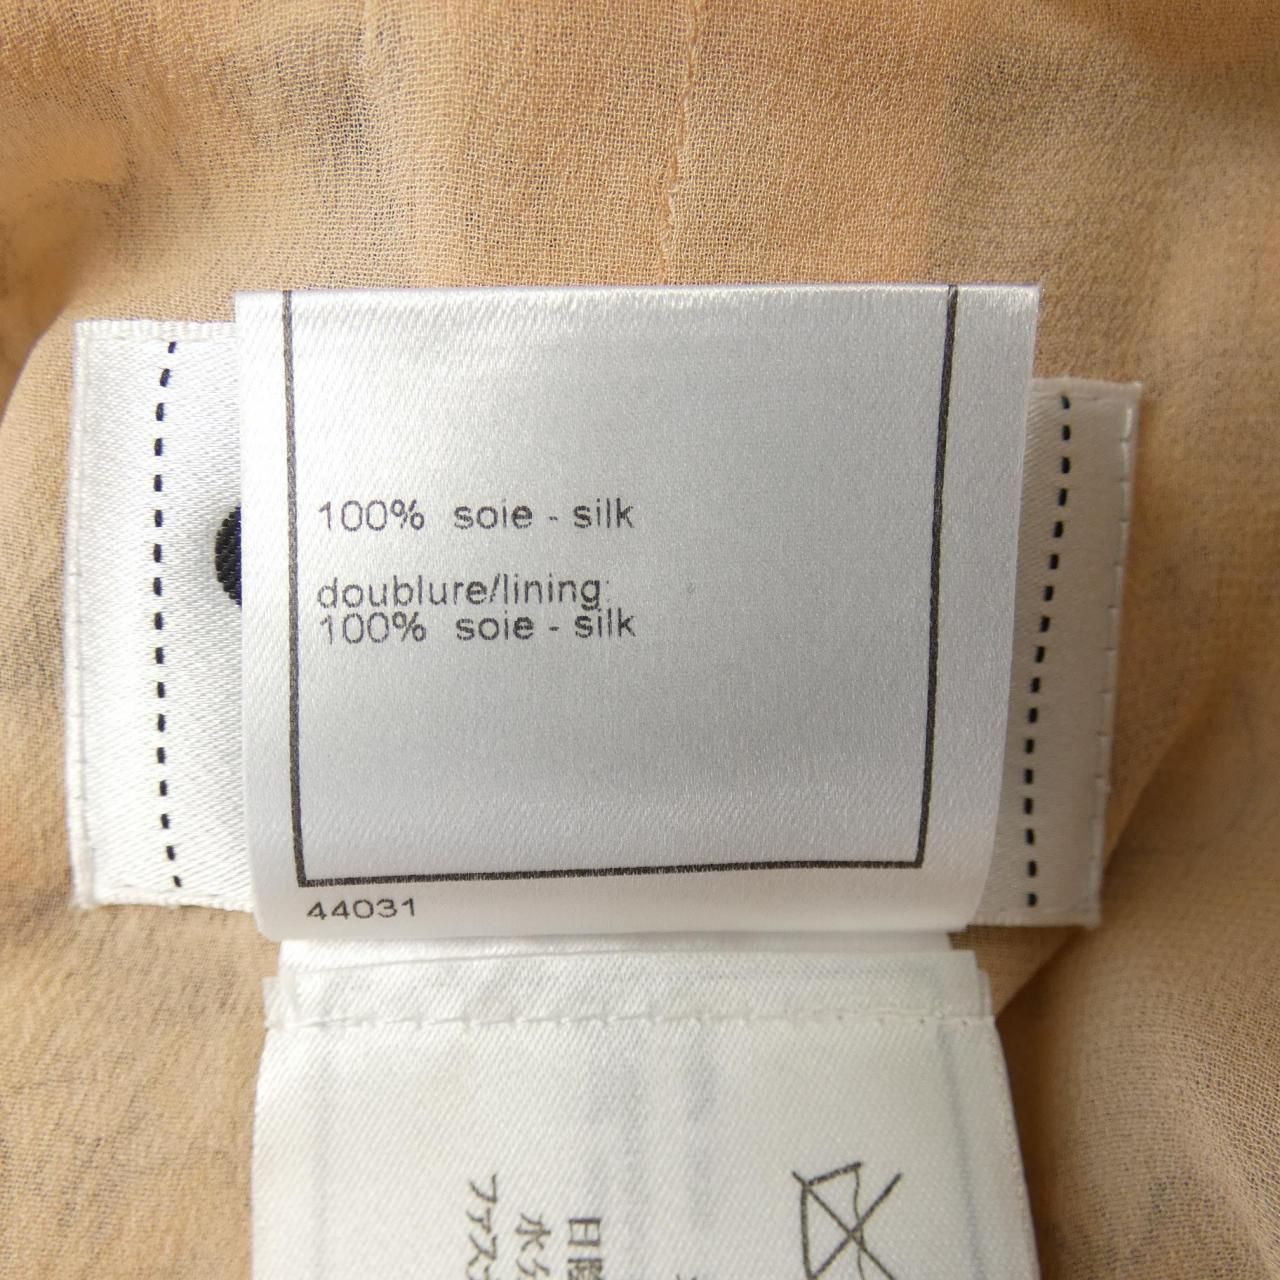 100% soie - silk
doublure/lining:
100% soie - silk
44031